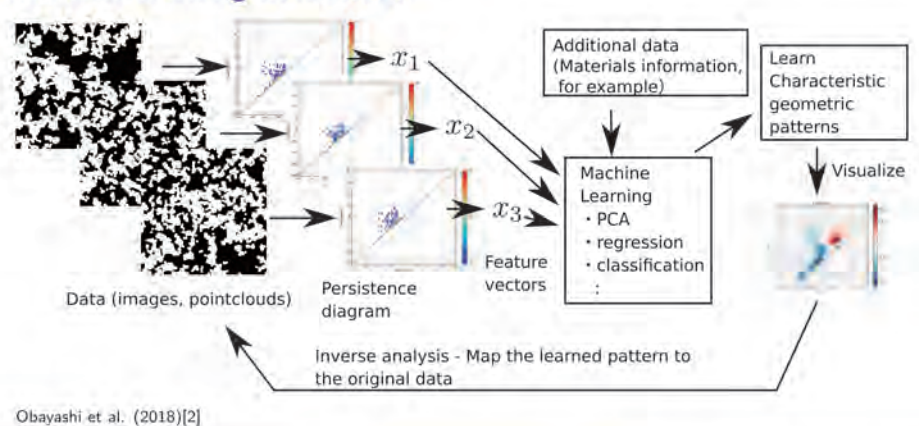 x1
x2
x3
Data (images, pointclouds)
Persistence
diagram
Feature
vectors
Additional data
(Materials information,
for example)
Machine
Learning
・PCA
・regression
・classification
:
Learn
Characteristic
geometric
patterns
Visualize
Inverse analysis - Map the learned pattern to
the original data
Obayashi et al. (2018)[2]